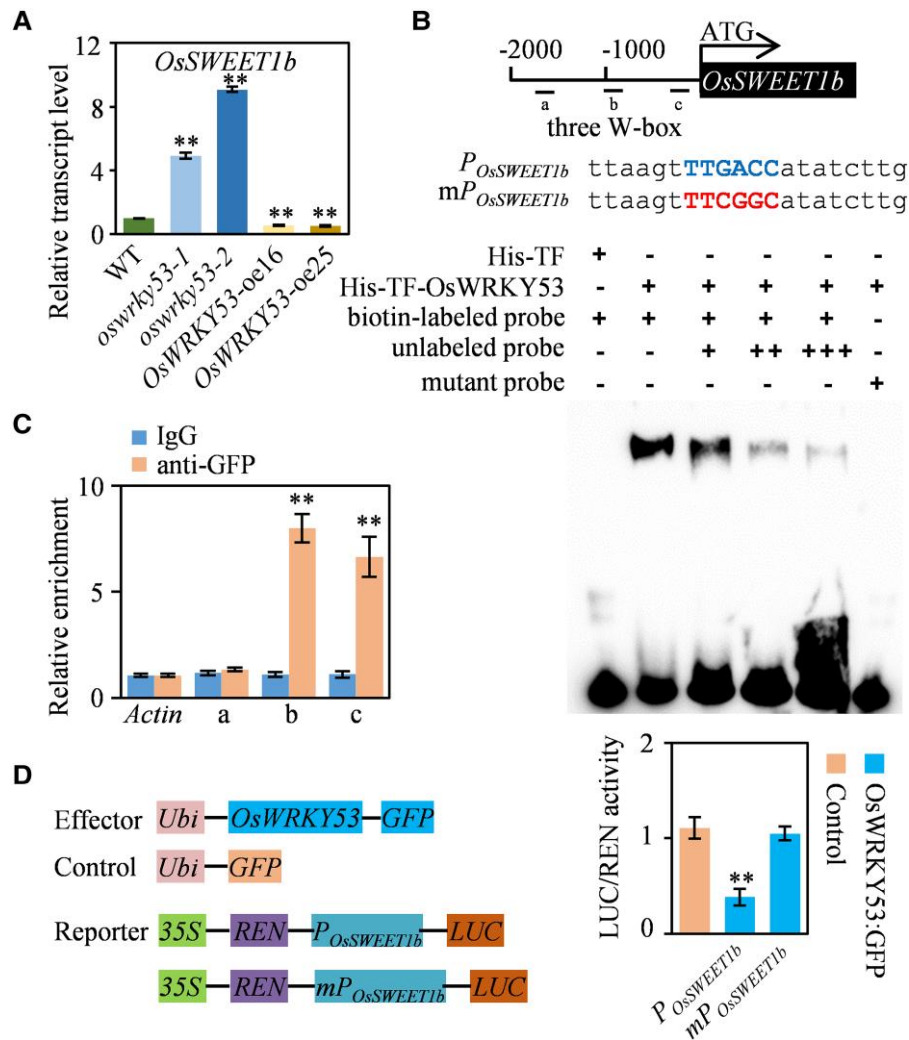 A
OsSWEET1b
Relative transcript level
12
8
4
0
**
**
**
**
WT
oswrky53-1
oswrky53-2
OsWRKY53-oe16
OsWRKY53-oe25
B
-2000
-1000
ATG
OsSWEET1b
a
b
c
three W-box
POsSWEET1b ttaagtTTGACCatatcttg
mPOsSWEET1b ttaagtTTCGGCatatcttg
His-TF + - - - - -
His-TF-OsWRKY53 - + + + + +
biotin-labeled probe + + + + + -
unlabeled probe - - + ++ +++ -
mutant probe - - - - - +
C
IgG
anti-GFP
Relative enrichment
10
5
0
**
**
Actin a b c
D
Effector Ubi OsWRKY53 GFP
Control Ubi GFP
Reporter 35S REN POsSWEET1b LUC
35S REN mPOsSWEET1b LUC
LUC/REN activity
2
1
0
**
POsSWEET1b
mPOsSWEET1b
Control
OsWRKY53:GFP